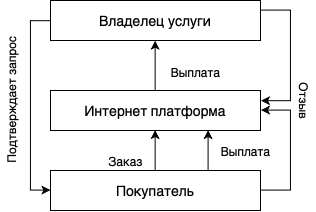 Владелец услуги
Подтверждает запрос
Выплата
Отзыв
Интернет платформа
Заказ
Выплата
Покупатель